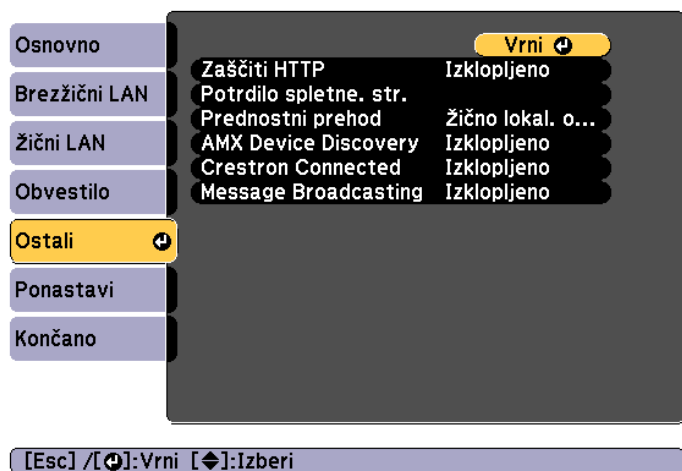 Osnovno
Brezžični LAN
Žični LAN
Obvestilo
Ostali
Ponastavi
Končano
Vrni
Zaščiti HTTP Izklopljeno
Potrdilo spletne. str.
Prednostni prehod Žično lokal. o...
AMX Device Discovery Izklopljeno
Crestron Connected Izklopljeno
Message Broadcasting Izklopljeno
[Esc] /[⏎]:Vrni [◆]:Izberi